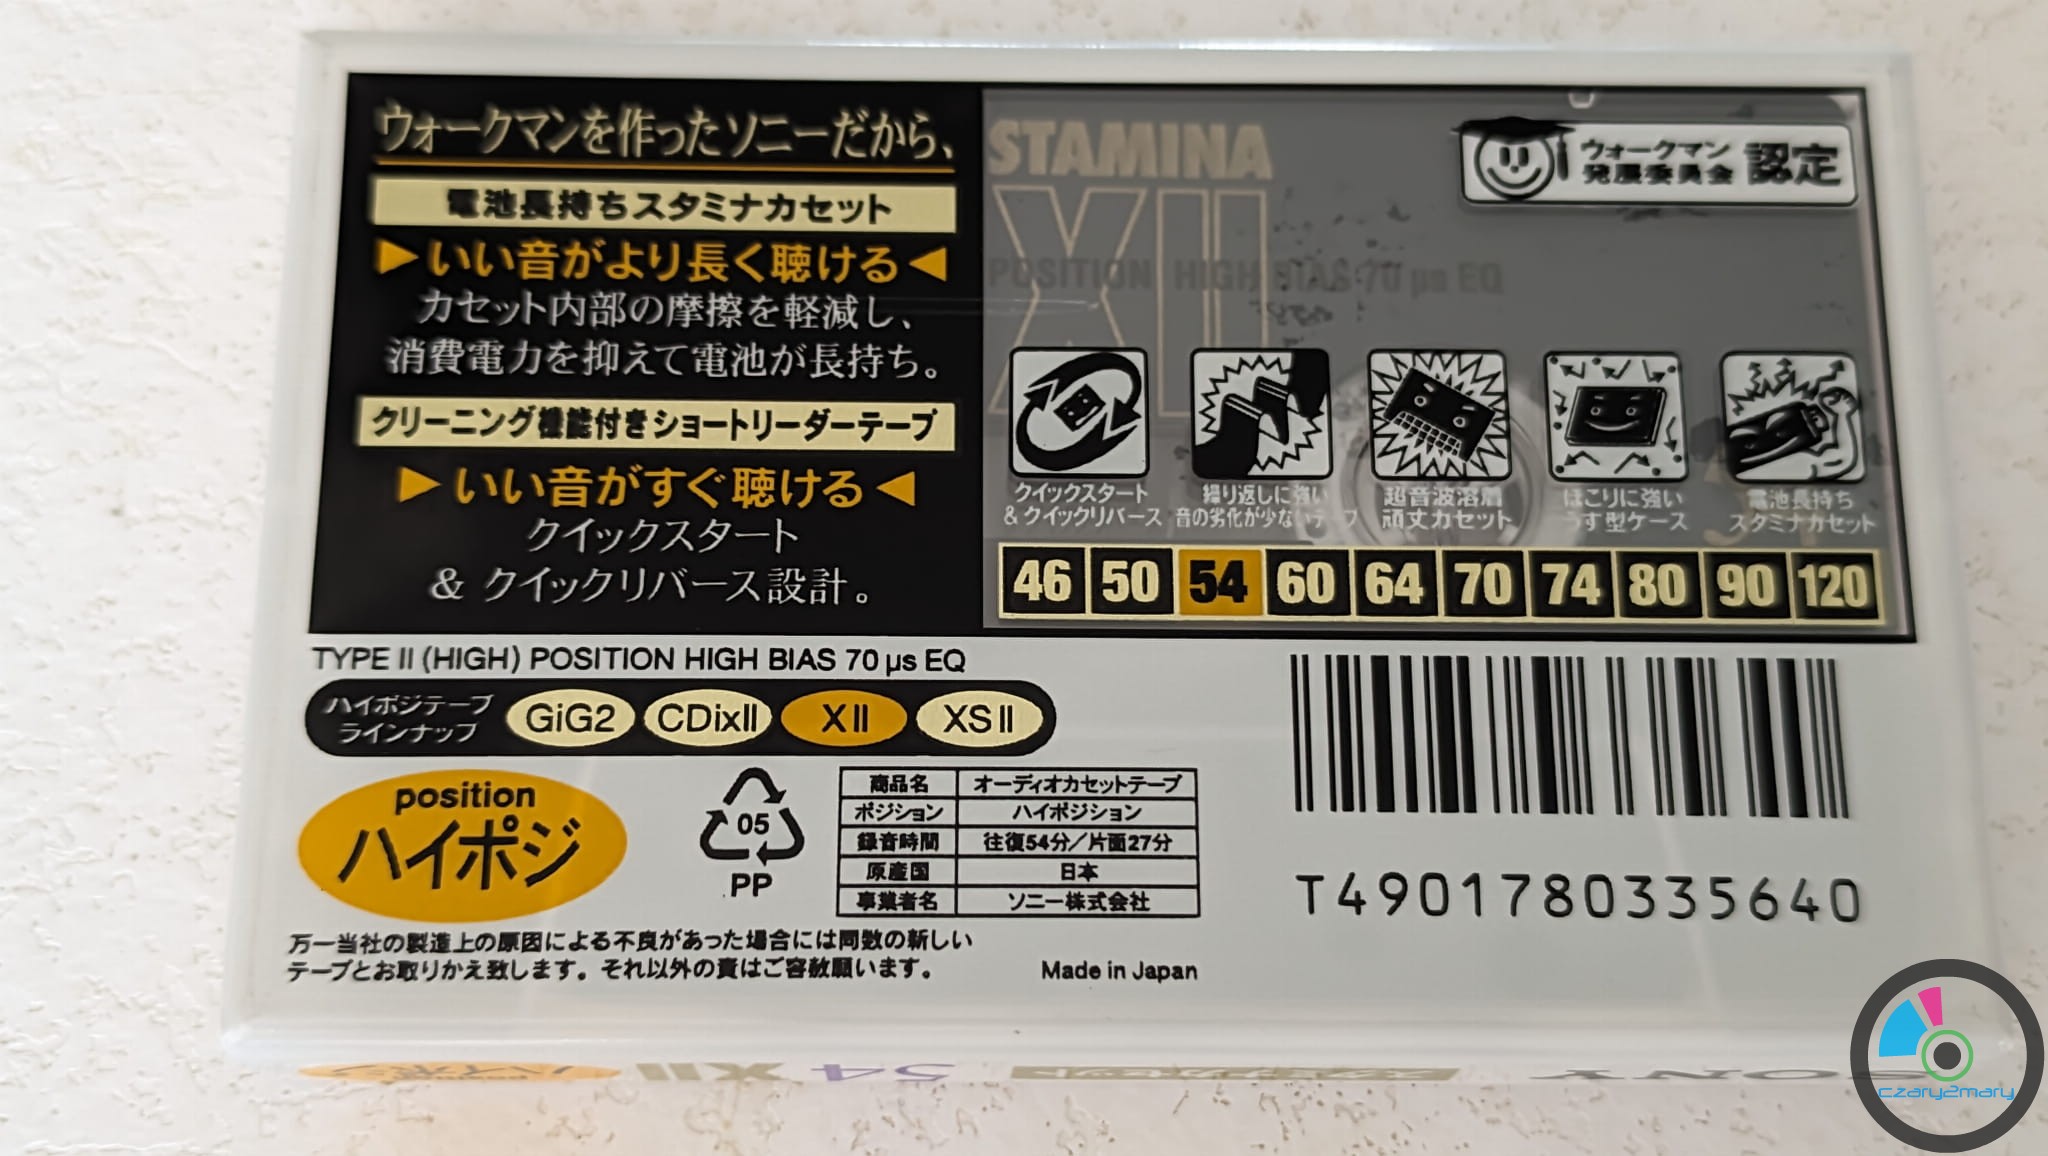 ウォークマンを作ったソニーだから、
電池長持ちスタミナカセット
▶いい音がより長く聴ける◀
カセット内部の摩擦を軽減し、
消費電力を抑えて電池が長持ち。
クリーニング機能付きショートリーダーテープ
▶いい音がすぐ聴ける◀
クイックスタート
& クイックリバース設計。
STAMINA
XII
POSITION HIGH BIAS 70 µs EQ
ウォークマン
発展委員会 認定
クイックスタート
& クイックリバース
繰り返しに強い
音の劣化が少ないテープ
超音波溶着
頑丈カセット
ほこりに強い
うす型ケース
電池長持ち
スタミナカセット
46 50 54 60 64 70 74 80 90 120
TYPE II (HIGH) POSITION HIGH BIAS 70 µs EQ
ハイポジテープ
ラインナップ
GiG2 CDixII XII XSII
position
ハイポジ
05
PP
商品名 オーディオカセットテープ
ポジション ハイポジション
録音時間 往復54分/片面27分
原産国 日本
事業者名 ソニー株式会社
T4901780335640
万一当社の製造上の原因による不良があった場合には同数の新しい
テープとお取りかえ致します。それ以外の責はご容赦願います。
Made in Japan
ハイポジ XII 54 スタミナカセット SONY
czary2mary